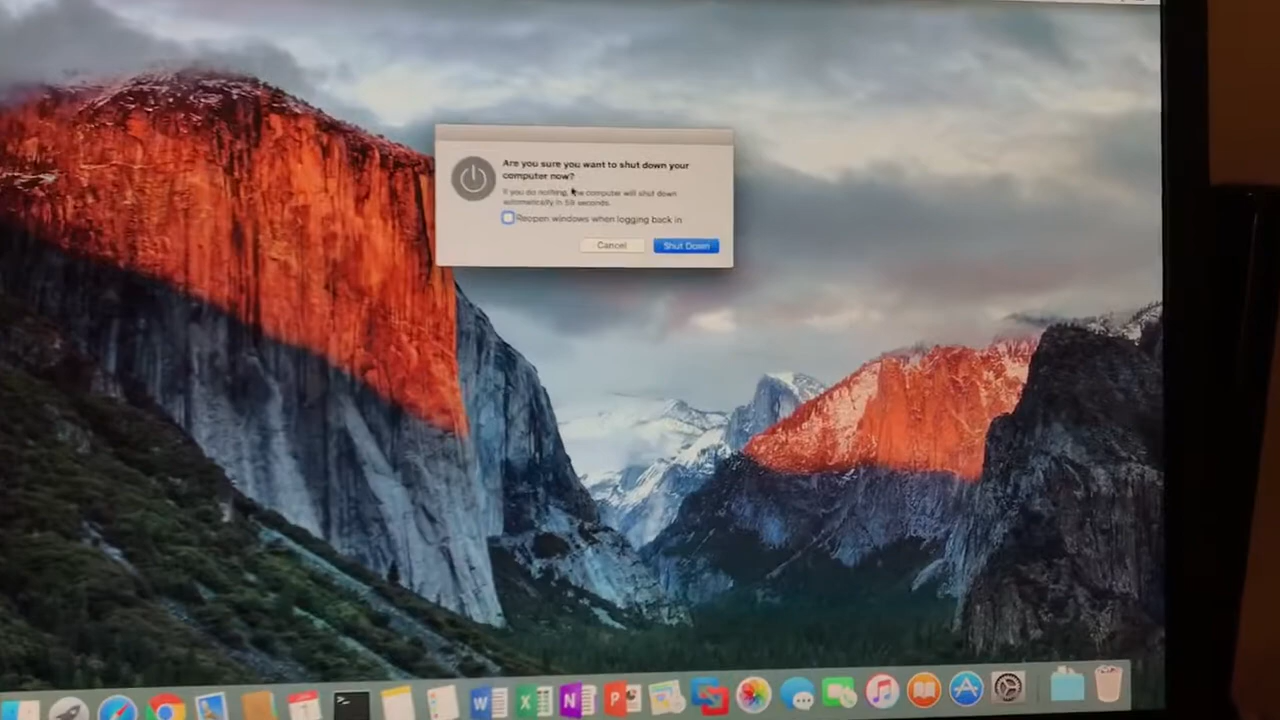 Are you sure you want to shut down your
computer now?
If you do nothing, the computer will shut down
automatically in 59 seconds.
Reopen windows when logging back in
Cancel
Shut Down